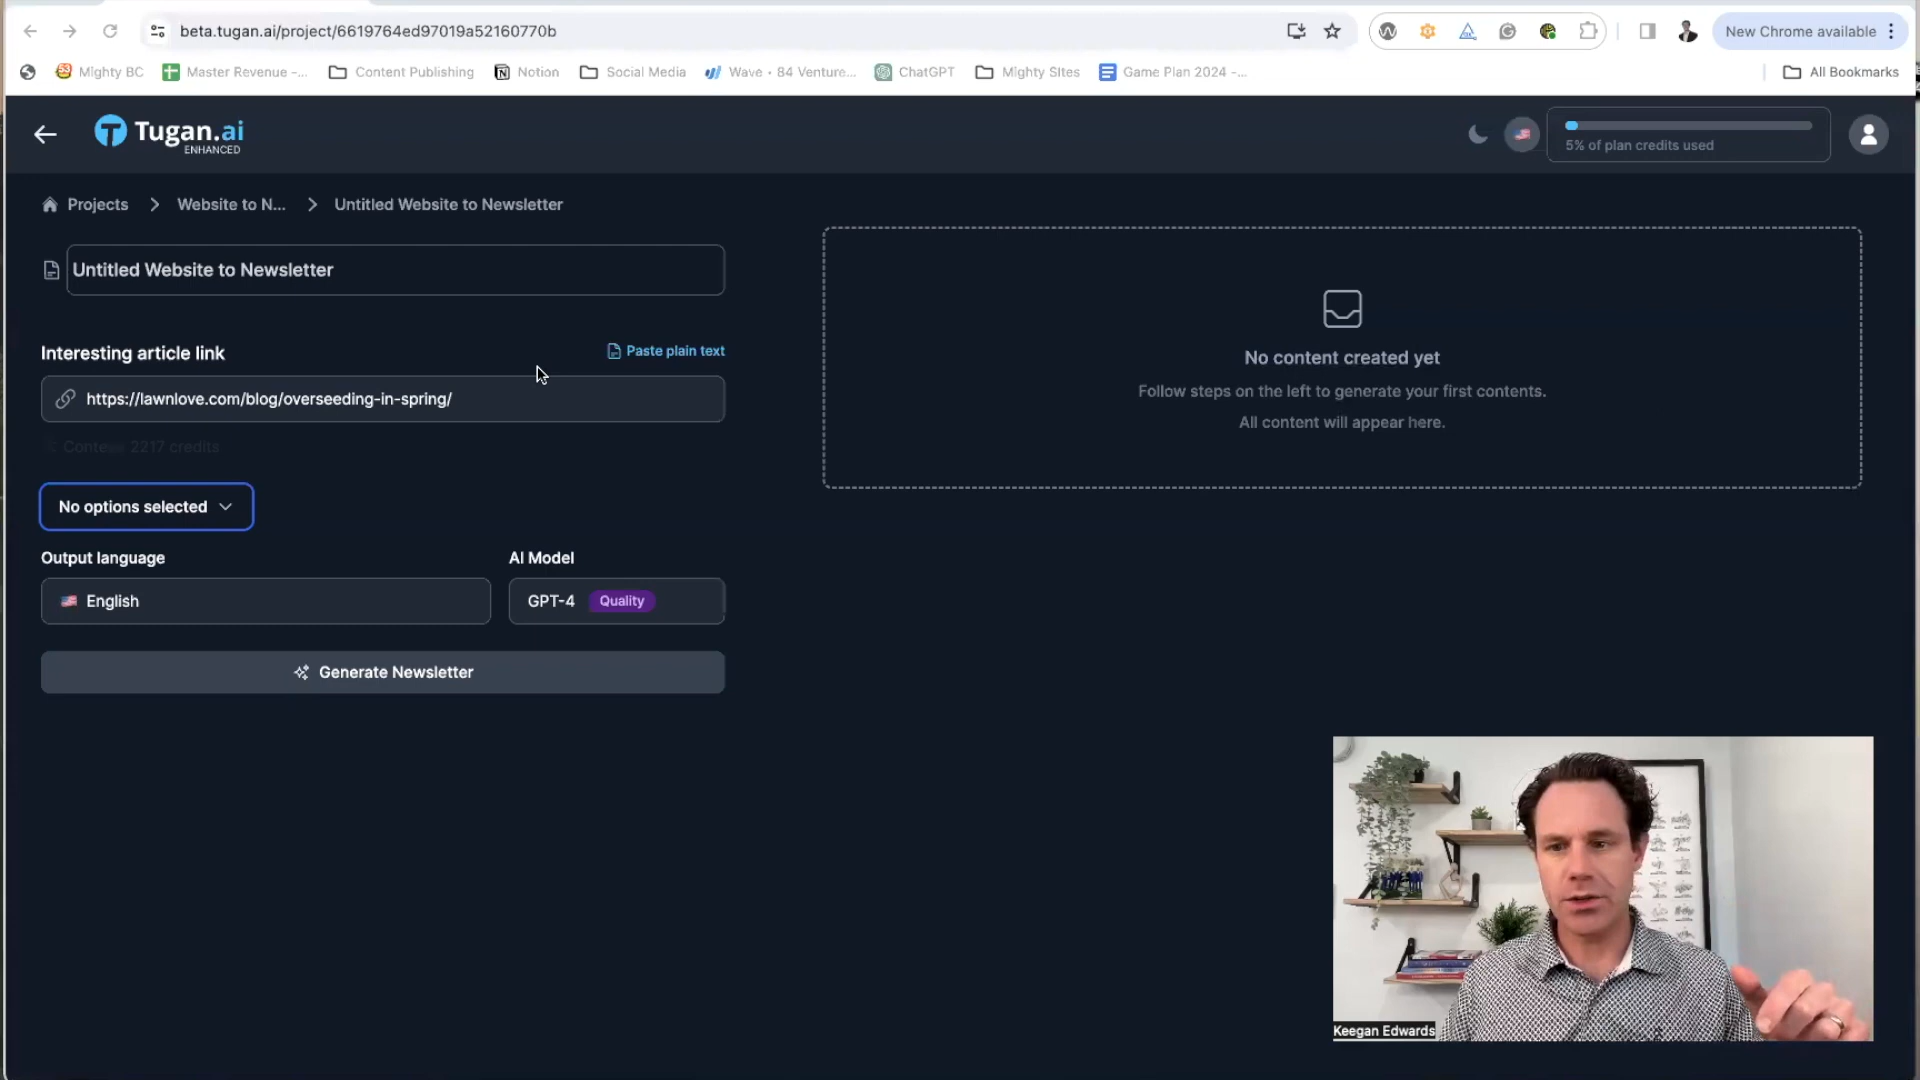 beta.tugan.ai/project/6619764ed97019a52160770b
New Chrome available
Mighty BC
Master Revenue -...
Content Publishing
Notion
Social Media
Wave • 84 Venture...
ChatGPT
Mighty Sites
Game Plan 2024 -...
All Bookmarks
Tugan.ai
ENHANCED
5% of plan credits used
Projects
Website to N...
Untitled Website to Newsletter
Untitled Website to Newsletter
Interesting article link
Paste plain text
https://lawnlove.com/blog/overseeding-in-spring/
2217 credits
No options selected
Output language
AI Model
English
GPT-4 Quality
Generate Newsletter
No content created yet
Follow steps on the left to generate your first contents.
All content will appear here.
Keegan Edwards